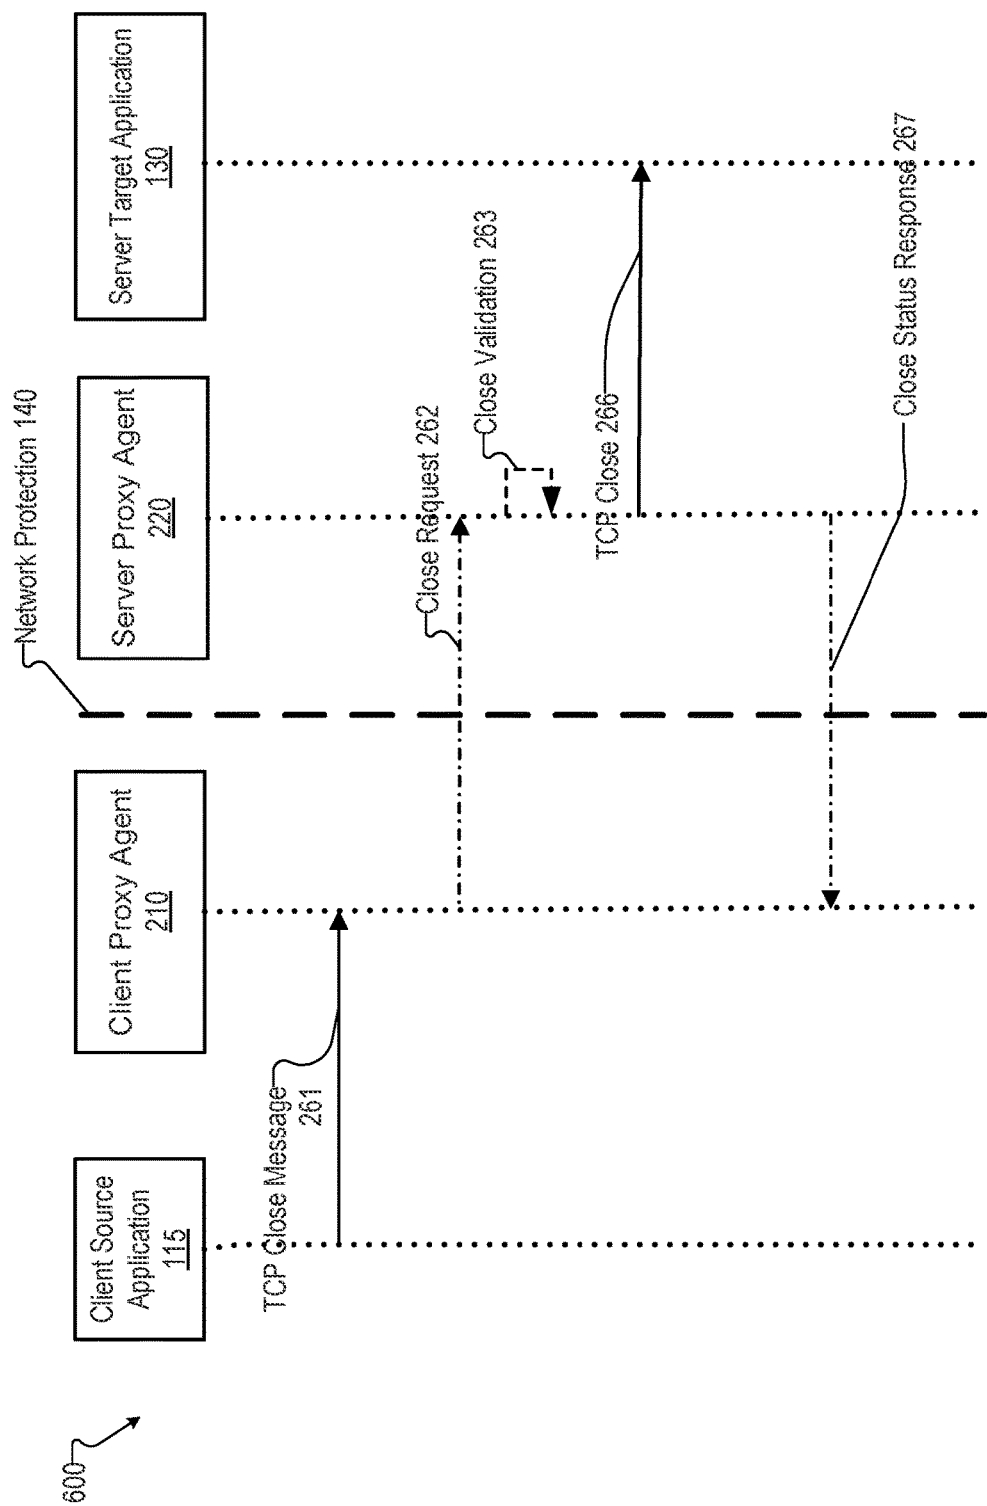 600
Client Source
Application
115
Client Proxy Agent
210
Network Protection 140
Server Proxy Agent
220
Server Target Application
130
TCP Close Message
261
Close Request 262
Close Validation 263
TCP Close 266
Close Status Response 267